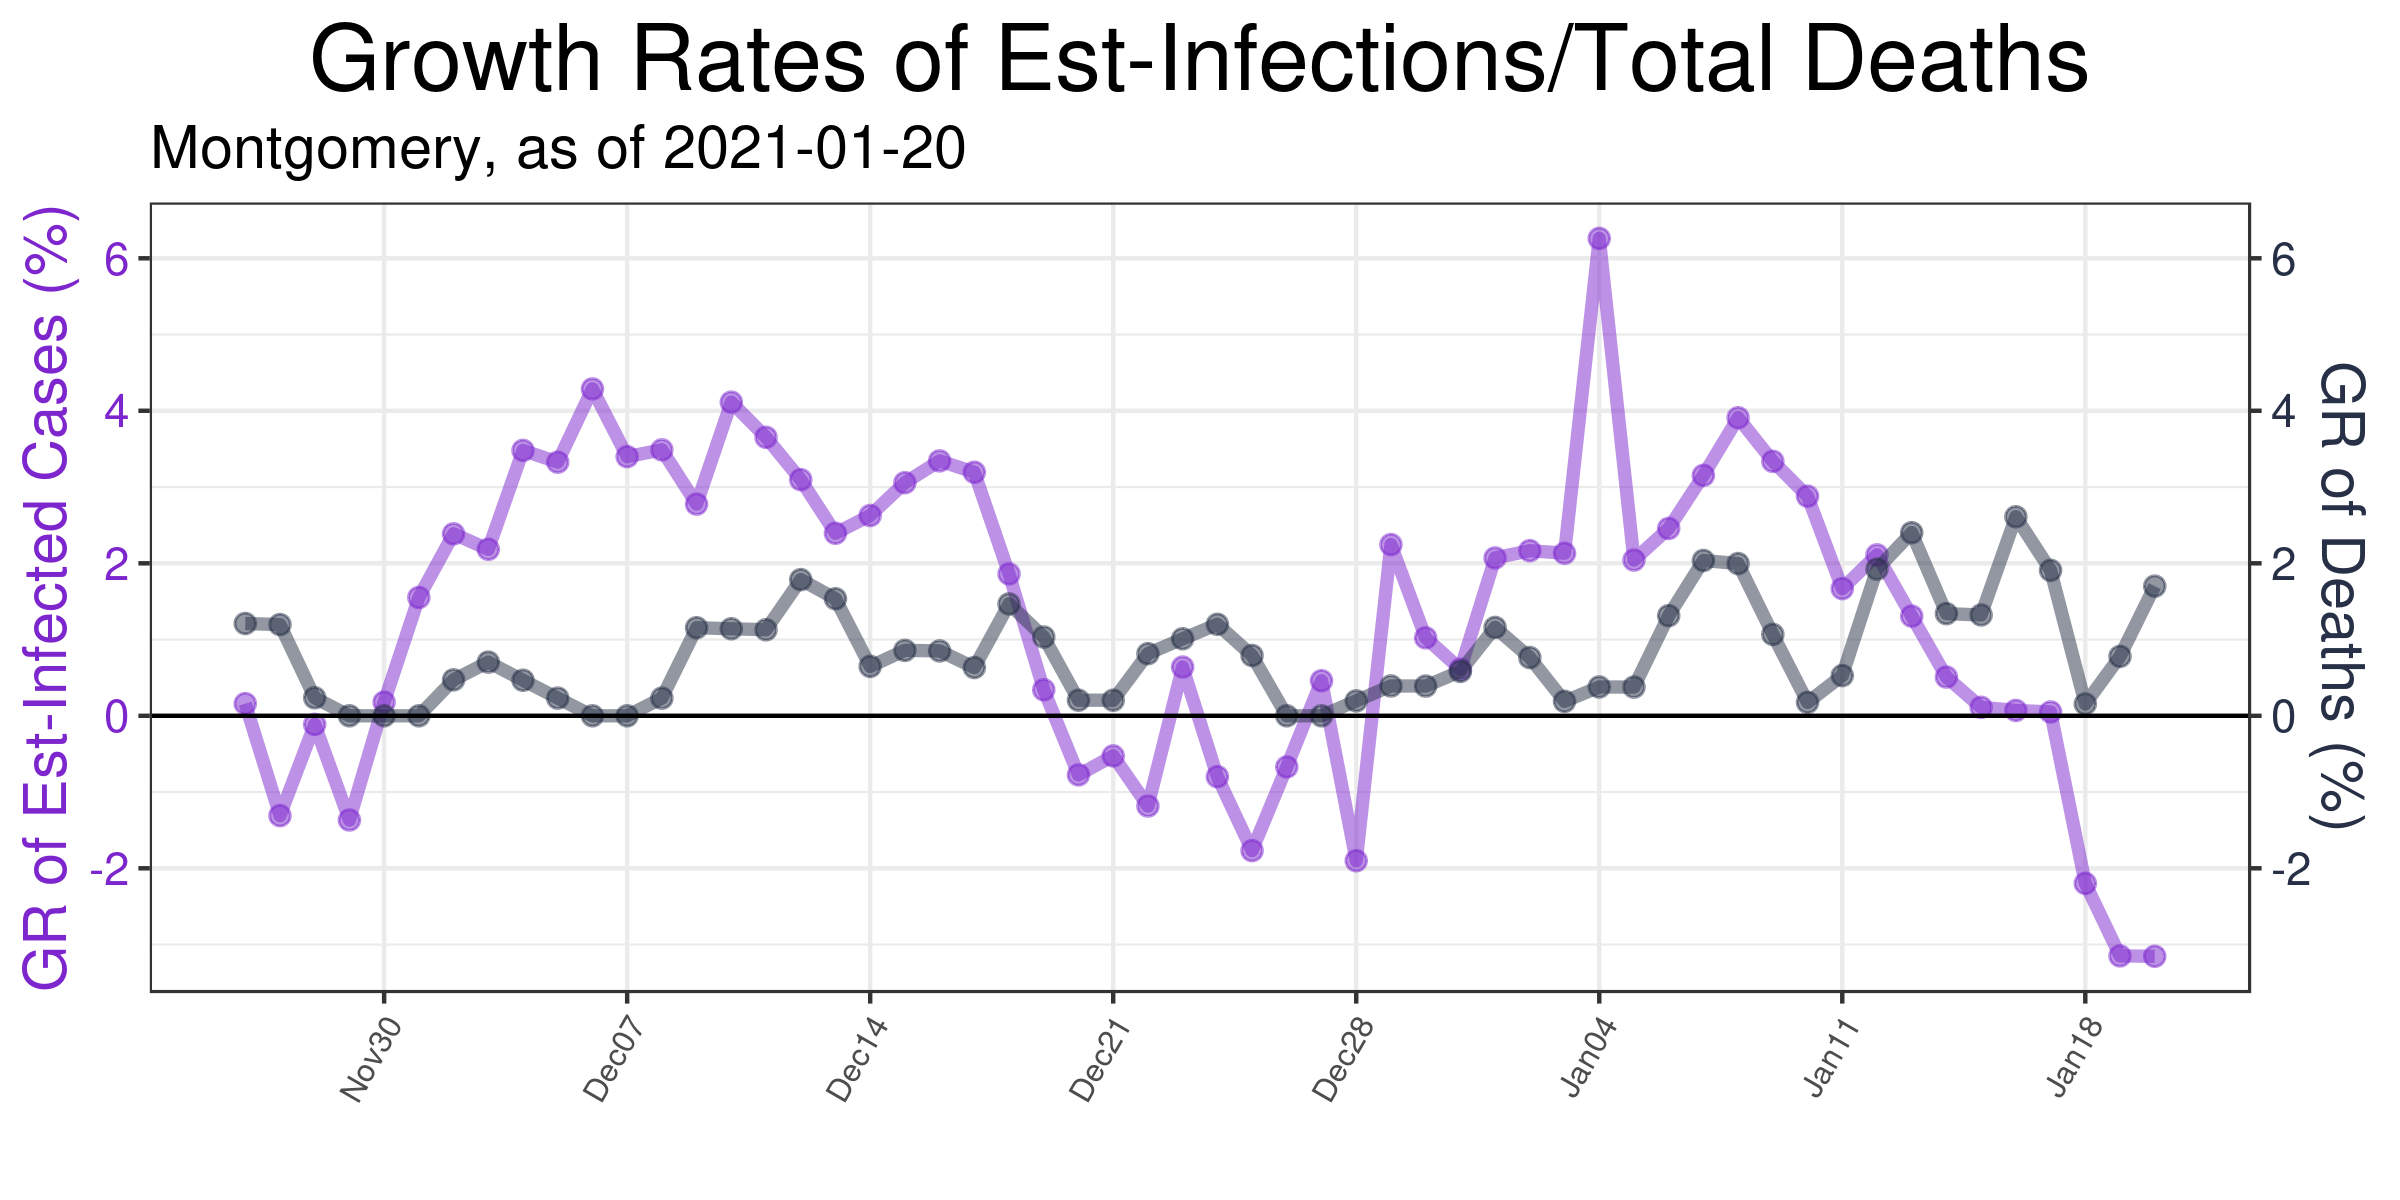 Growth Rates of Est-Infections/Total Deaths
Montgomery, as of 2021-01-20
GR of Est-Infected Cases (%)
6
4
2
0
-2
6
4
2
0
-2
GR of Deaths (%)
Nov30
Dec07
Dec14
Dec21
Dec28
Jan04
Jan11
Jan18